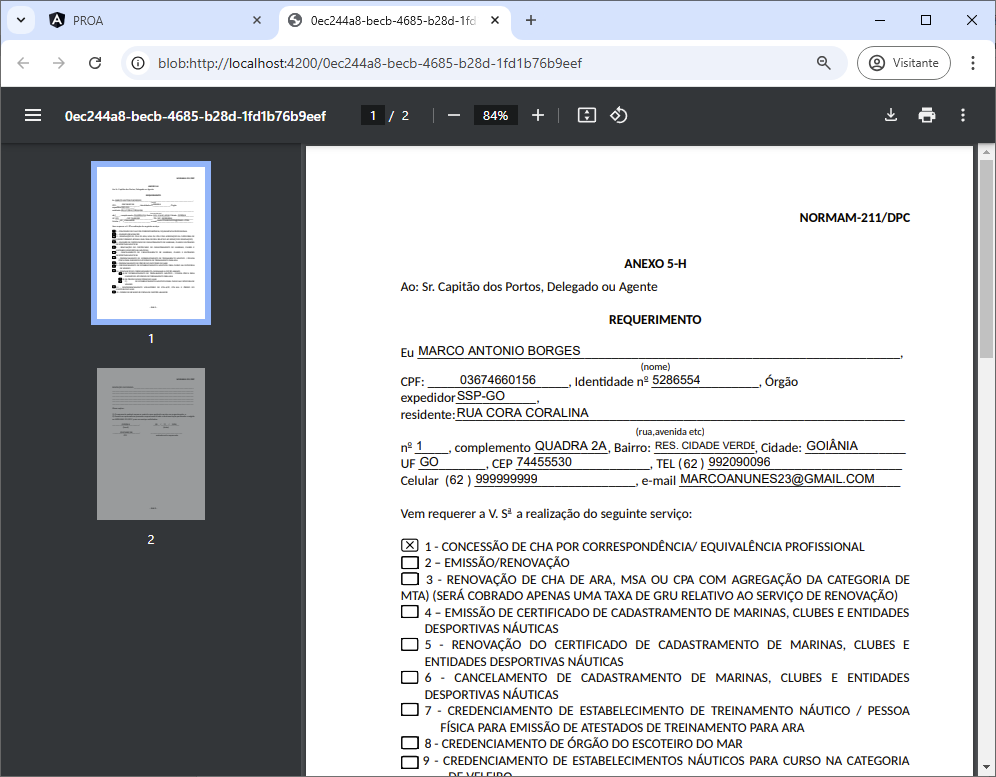 PROA
0ec244a8-becb-4685-b28d-1fd
blob:http://localhost:4200/0ec244a8-becb-4685-b28d-1fd1b76b9eef
Visitante
0ec244a8-becb-4685-b28d-1fd1b76b9eef
1 / 2
84%
1
2
NORMAM-211/DPC
ANEXO 5-H
Ao: Sr. Capitão dos Portos, Delegado ou Agente
REQUERIMENTO
Eu MARCO ANTONIO BORGES,
(nome)
CPF: 03674660156, Identidade nº 5286554, Órgão
expedidor SSP-GO,
residente: RUA CORA CORALINA
(rua,avenida etc)
nº 1, complemento QUADRA 2A, Bairro: RES. CIDADE VERDE, Cidade: GOIÂNIA
UF GO, CEP 74455530, TEL (62 ) 992090096
Celular (62 ) 999999999, e-mail MARCOANUNES23@GMAIL.COM
Vem requerer a V. Sª a realização do seguinte serviço:
1 - CONCESSÃO DE CHA POR CORRESPONDÊNCIA/ EQUIVALÊNCIA PROFISSIONAL
2 – EMISSÃO/RENOVAÇÃO
3 - RENOVAÇÃO DE CHA DE ARA, MSA OU CPA COM AGREGAÇÃO DA CATEGORIA DE
MTA) (SERÁ COBRADO APENAS UMA TAXA DE GRU RELATIVO AO SERVIÇO DE RENOVAÇÃO)
4 – EMISSÃO DE CERTIFICADO DE CADASTRAMENTO DE MARINAS, CLUBES E ENTIDADES
DESPORTIVAS NÁUTICAS
5 - RENOVAÇÃO DO CERTIFICADO DE CADASTRAMENTO DE MARINAS, CLUBES E
ENTIDADES DESPORTIVAS NÁUTICAS
6 - CANCELAMENTO DE CADASTRAMENTO DE MARINAS, CLUBES E ENTIDADES
DESPORTIVAS NÁUTICAS
7 - CREDENCIAMENTO DE ESTABELECIMENTO DE TREINAMENTO NÁUTICO / PESSOA
FÍSICA PARA EMISSÃO DE ATESTADOS DE TREINAMENTO PARA ARA
8 - CREDENCIAMENTO DE ÓRGÃO DO ESCOTEIRO DO MAR
9 - CREDENCIAMENTO DE ESTABELECIMENTOS NÁUTICOS PARA CURSO NA CATEGORIA
DE VELEIRO